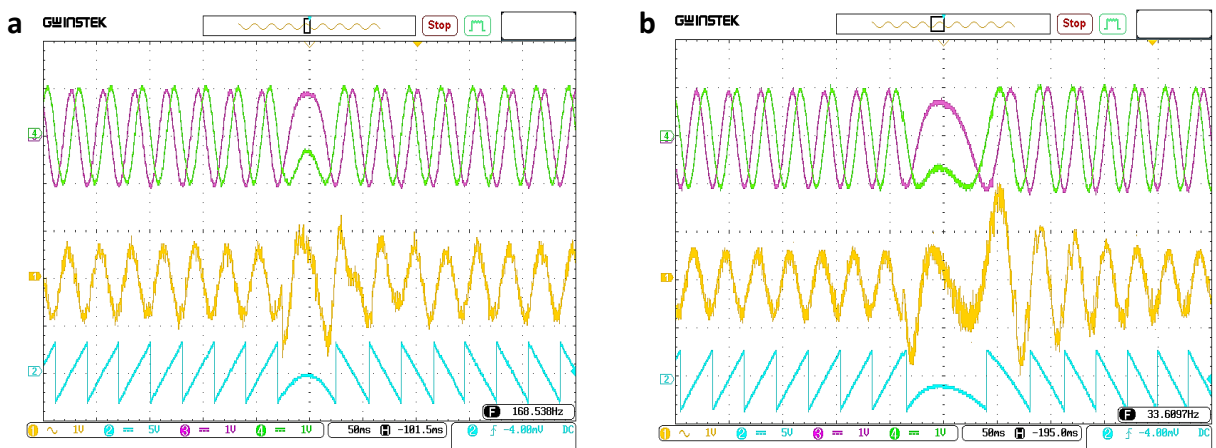 a
GWINSTEK
Stop
4
1
2
F 168.538Hz
1 ∿ 1V 2 ⎓ 5V 3 ⎓ 1V 4 ⎓ 1V 50ms H -101.5ms 2 ƒ -4.00mV DC
b
GWINSTEK
Stop
4
1
2
F 33.6097Hz
1 ∿ 1V 2 ⎓ 5V 3 ⎓ 1V 4 ⎓ 1V 50ms H -195.0ms 2 ƒ -4.00mV DC